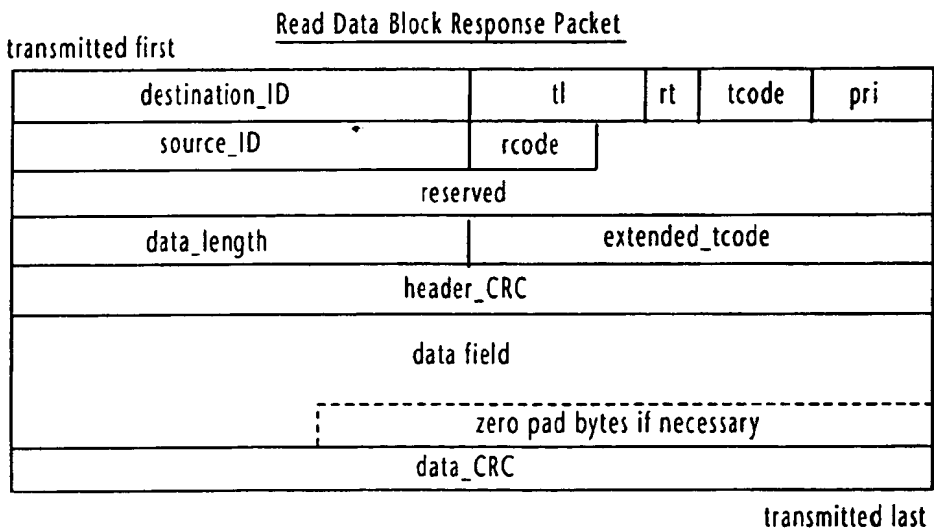 Read Data Block Response Packet
transmitted first
destination_ID tl rt tcode pri
source_ID rcode
reserved
data_length extended_tcode
header_CRC
data field
zero pad bytes if necessary
data_CRC
transmitted last